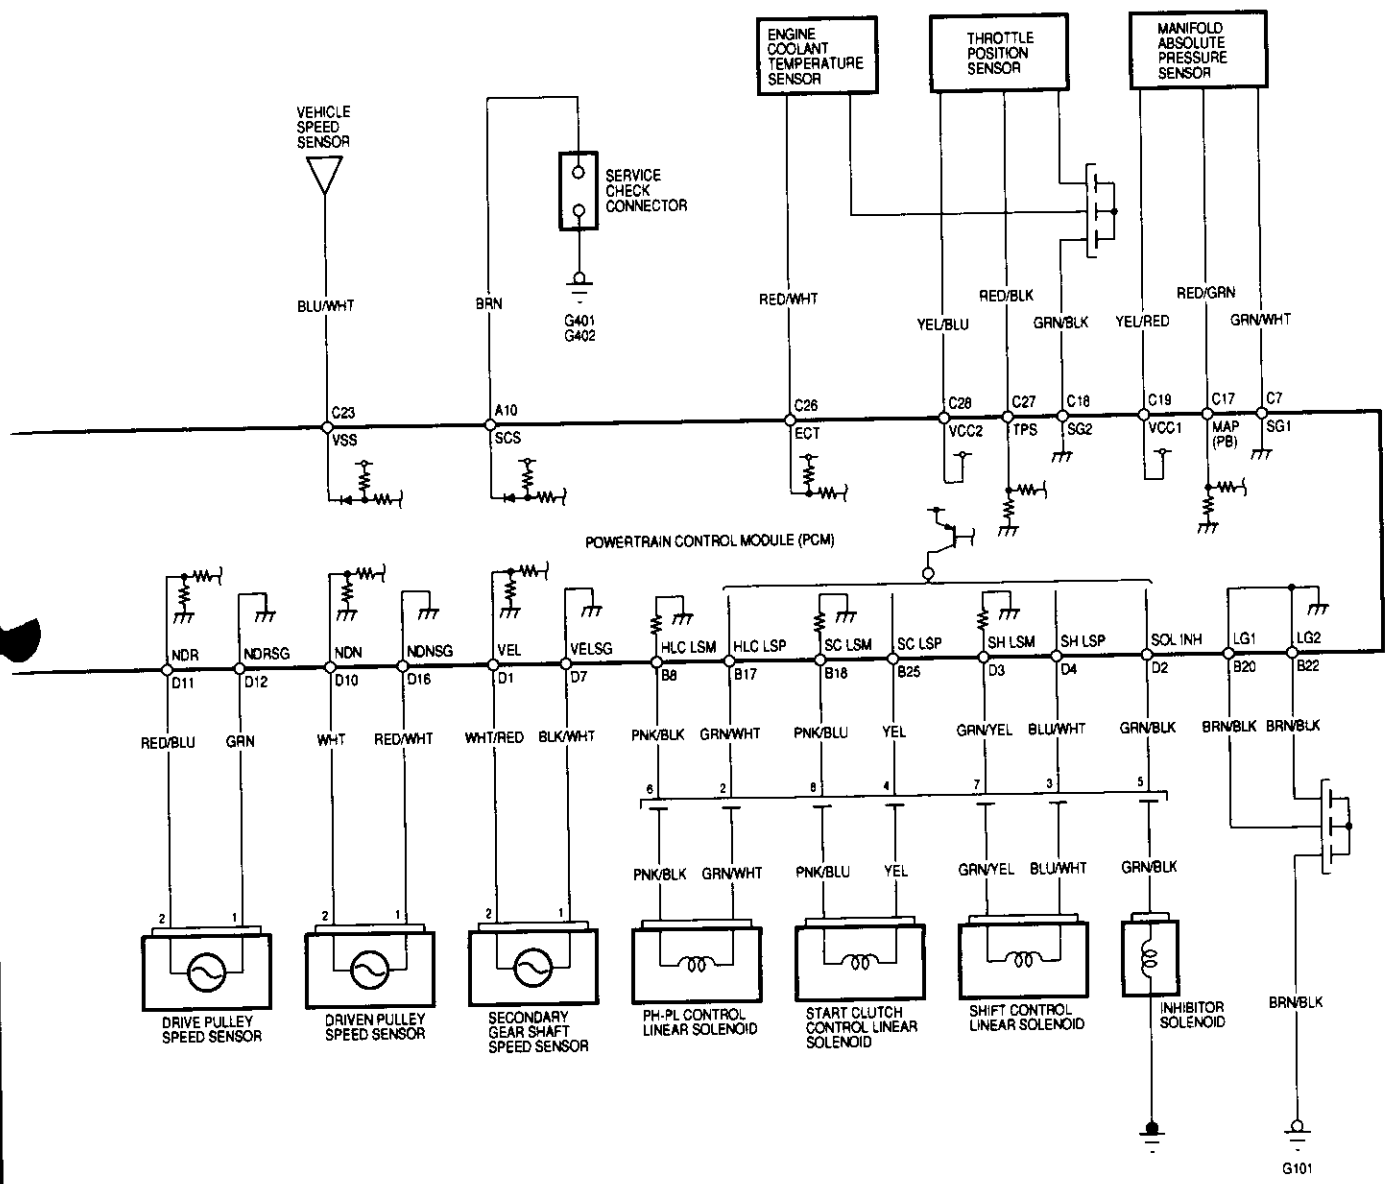 ENGINE
COOLANT
TEMPERATURE
SENSOR
THROTTLE
POSITION
SENSOR
MANIFOLD
ABSOLUTE
PRESSURE
SENSOR
VEHICLE
SPEED
SENSOR
SERVICE
CHECK
CONNECTOR
BLU/WHT
BRN
G401
G402
RED/WHT
YEL/BLU
RED/BLK
GRN/BLK
YEL/RED
RED/GRN
GRN/WHT
C23
A10
C26
C28
C27
C18
C19
C17
C7
VSS
SCS
ECT
VCC2
TPS
SG2
VCC1
MAP
(PB)
SG1
POWERTRAIN CONTROL MODULE (PCM)
NDR
NDRSG
NDN
NDNSG
VEL
VELSG
HLC LSM
HLC LSP
SC LSM
SC LSP
SH LSM
SH LSP
SOL INH
LG1
LG2
D11
D12
D10
D16
D1
D7
B8
B17
B18
B25
D3
D4
D2
B20
B22
RED/BLU
GRN
WHT
RED/WHT
WHT/RED
BLK/WHT
PNK/BLK
GRN/WHT
PNK/BLU
YEL
GRN/YEL
BLU/WHT
GRN/BLK
BRN/BLK
BRN/BLK
6
2
8
4
7
3
5
PNK/BLK
GRN/WHT
PNK/BLU
YEL
GRN/YEL
BLU/WHT
GRN/BLK
2
1
2
1
2
1
BRN/BLK
DRIVE PULLEY
SPEED SENSOR
DRIVEN PULLEY
SPEED SENSOR
SECONDARY
GEAR SHAFT
SPEED SENSOR
PH-PL CONTROL
LINEAR SOLENOID
START CLUTCH
CONTROL LINEAR
SOLENOID
SHIFT CONTROL
LINEAR SOLENOID
INHIBITOR
SOLENOID
G101